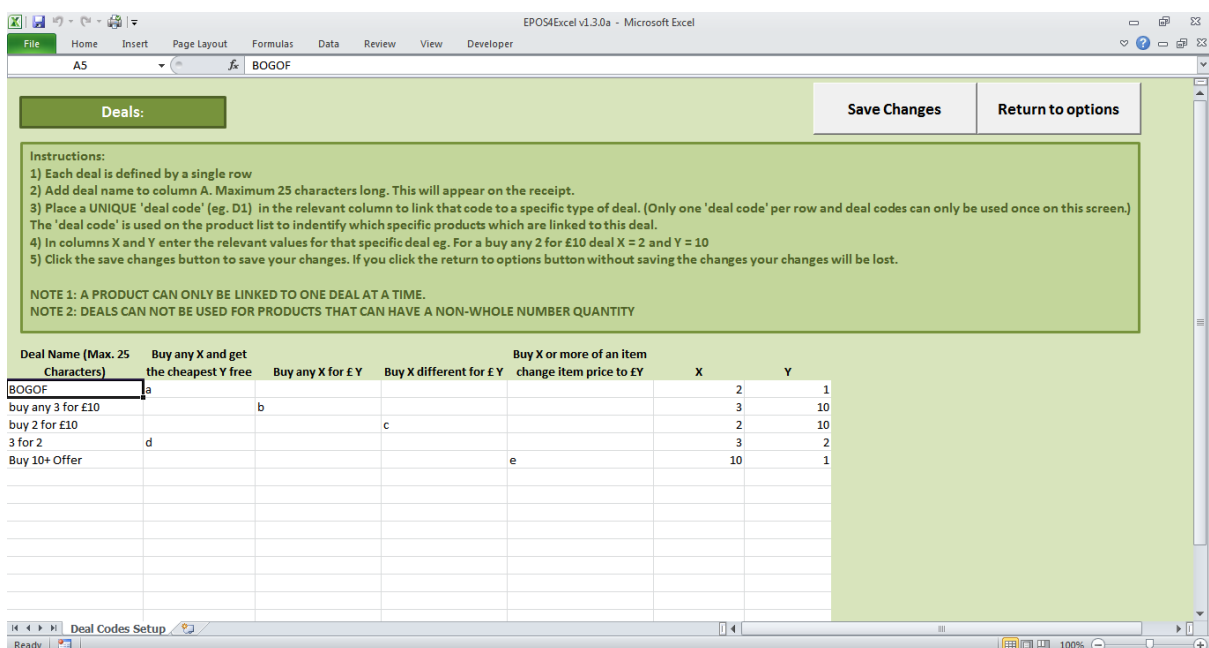 EPOS4Excel v1.3.0a - Microsoft Excel
File Home Insert Page Layout Formulas Data Review View Developer
A5 fx BOGOF
Deals:
Save Changes
Return to options
Instructions:
1) Each deal is defined by a single row
2) Add deal name to column A. Maximum 25 characters long. This will appear on the receipt.
3) Place a UNIQUE 'deal code' (eg. D1) in the relevant column to link that code to a specific type of deal. (Only one 'deal code' per row and deal codes can only be used once on this screen.)
The 'deal code' is used on the product list to indentify which specific products which are linked to this deal.
4) In columns X and Y enter the relevant values for that specific deal eg. For a buy any 2 for £10 deal X = 2 and Y = 10
5) Click the save changes button to save your changes. If you click the return to options button without saving the changes your changes will be lost.
NOTE 1: A PRODUCT CAN ONLY BE LINKED TO ONE DEAL AT A TIME.
NOTE 2: DEALS CAN NOT BE USED FOR PRODUCTS THAT CAN HAVE A NON-WHOLE NUMBER QUANTITY
Deal Name (Max. 25 Buy any X and get Buy X or more of an item
Characters) the cheapest Y free Buy any X for £ Y Buy X different for £ Y change item price to £Y X Y
BOGOF a 2 1
buy any 3 for £10 b 3 10
buy 2 for £10 c 2 10
3 for 2 d 3 2
Buy 10+ Offer e 10 1
Deal Codes Setup
Ready 100%